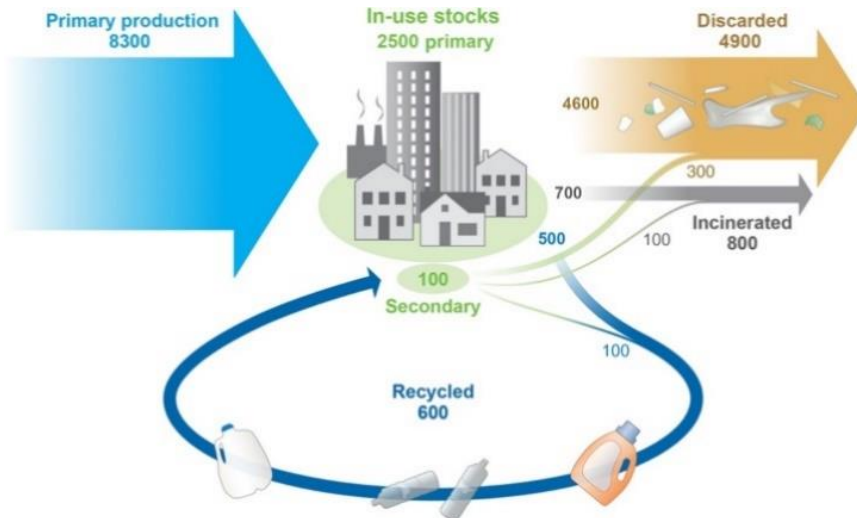 Primary production
8300
In-use stocks
2500 primary
Discarded
4900
4600
300
700
Incinerated
800
500
100
100
Secondary
100
Recycled
600